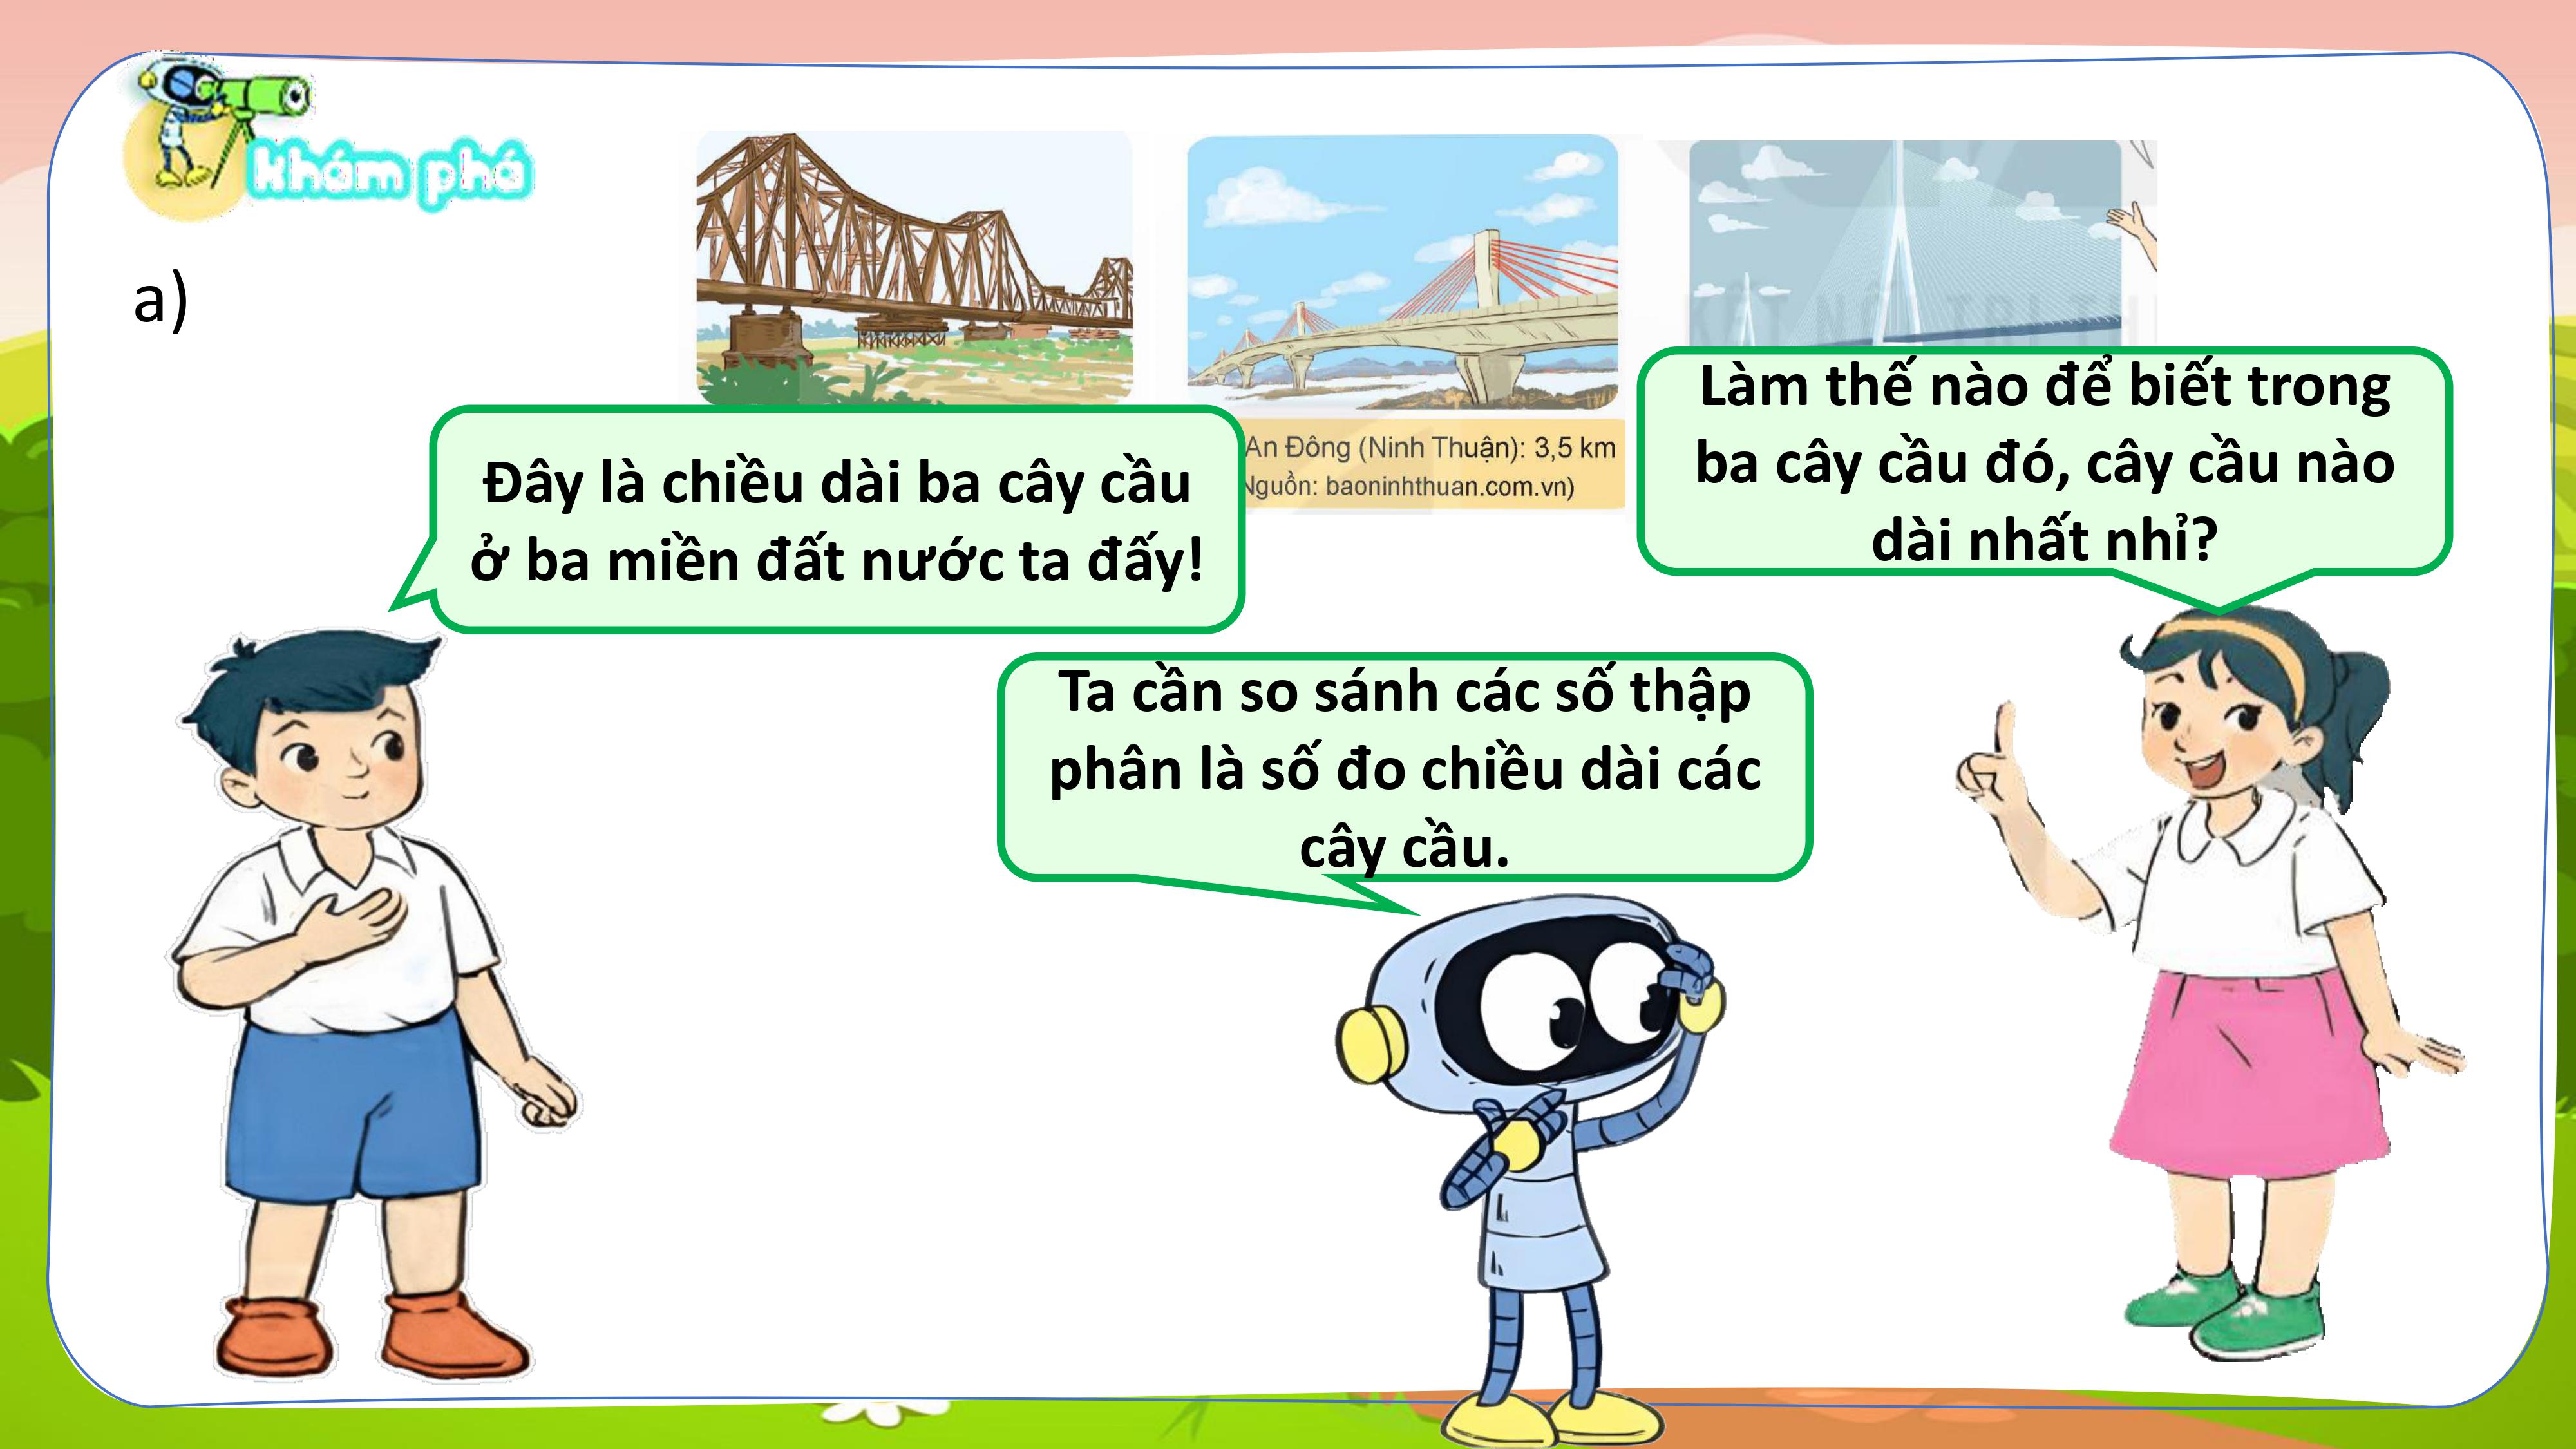 khám phá
a)
An Đông (Ninh Thuận): 3,5 km
Nguồn: baoninhthuan.com.vn)
Làm thế nào để biết trong
ba cây cầu đó, cây cầu nào
dài nhất nhỉ?
Đây là chiều dài ba cây cầu
ở ba miền đất nước ta đấy!
Ta cần so sánh các số thập
phân là số đo chiều dài các
cây cầu.